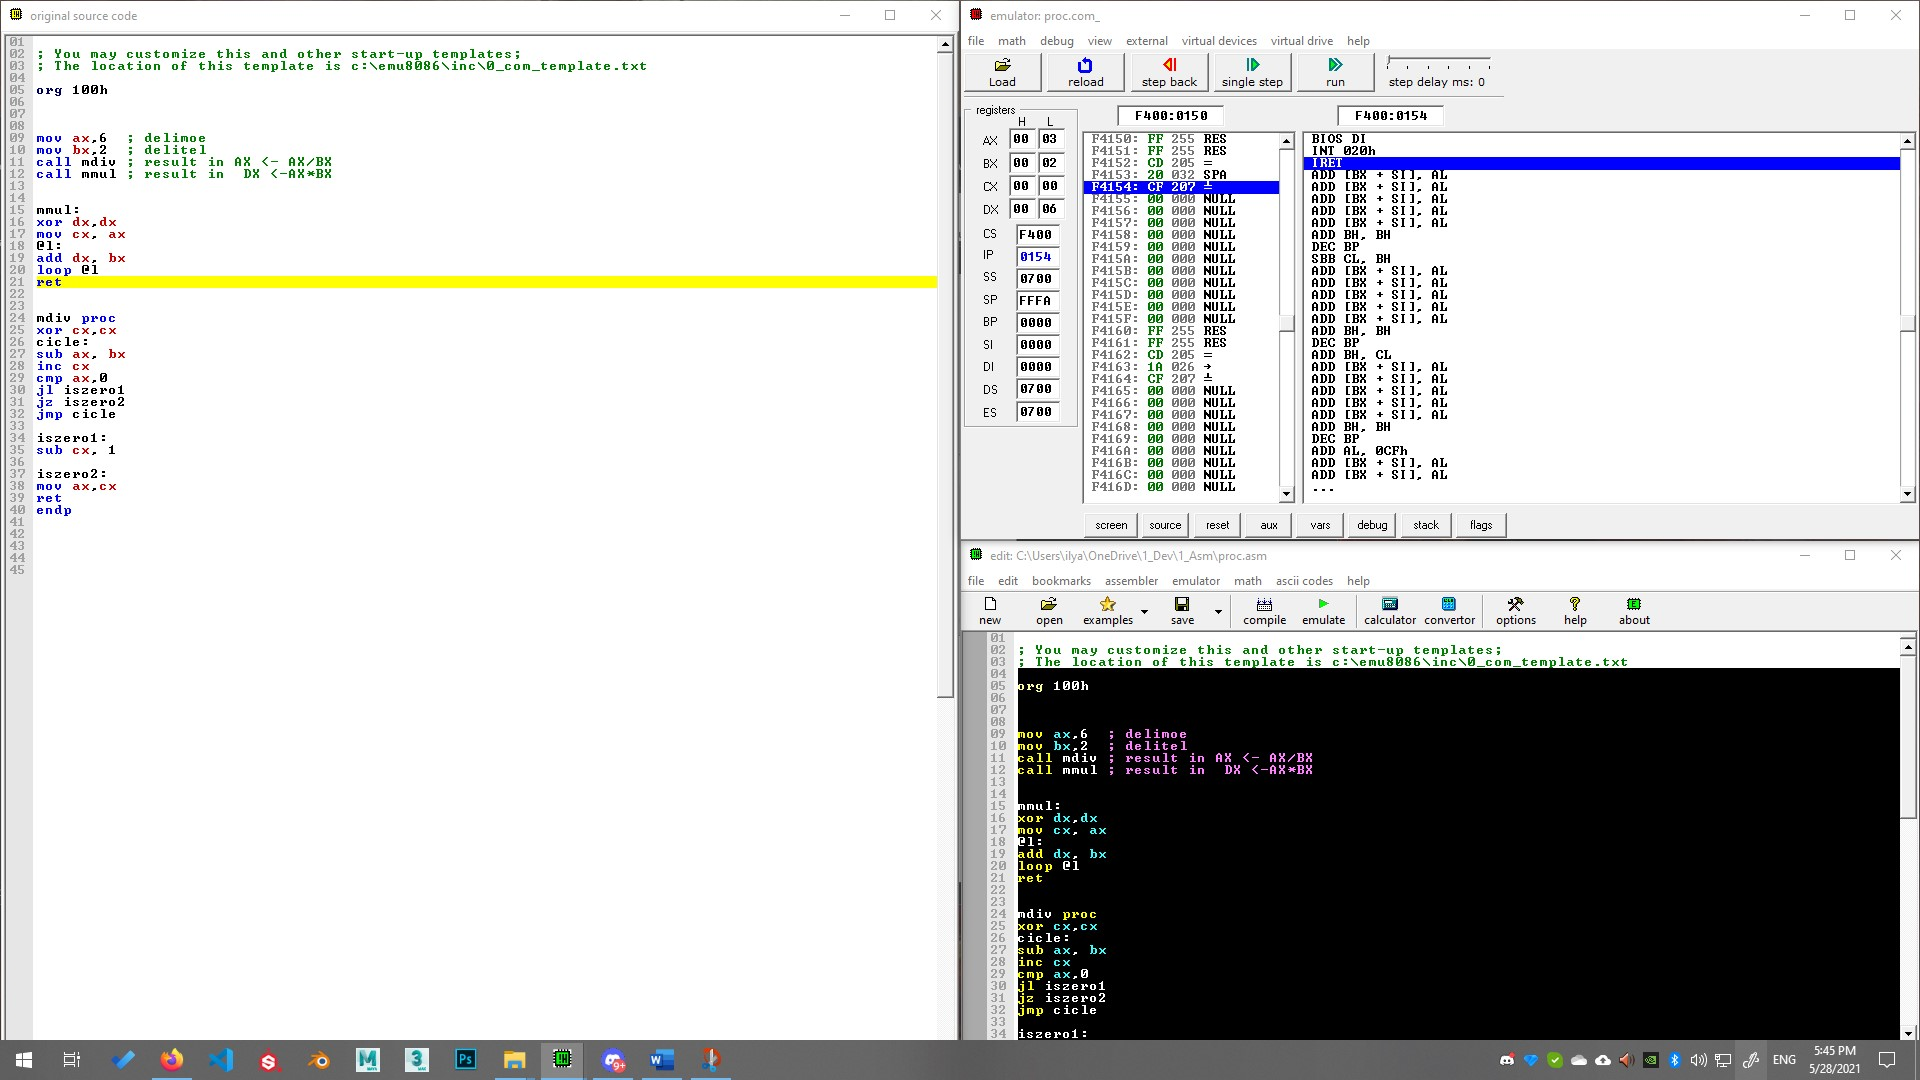 original source code
01
02 ; You may customize this and other start-up templates;
03 ; The location of this template is c:\emu8086\inc\0_com_template.txt
04
05 org 100h
06
07
08
09 mov ax,6 ; delimoe
10 mov bx,2 ; delitel
11 call mdiv ; result in AX <- AX/BX
12 call mmul ; result in DX <-AX*BX
13
14
15 mmul:
16 xor dx,dx
17 mov cx, ax
18 @l:
19 add dx, bx
20 loop @l
21 ret
22
23
24 mdiv proc
25 xor cx,cx
26 cicle:
27 sub ax, bx
28 inc cx
29 cmp ax,0
30 jl iszero1
31 jz iszero2
32 jmp cicle
33
34 iszero1:
35 sub cx, 1
36
37 iszero2:
38 mov ax,cx
39 ret
40 endp
41
42
43
44
45
emulator: proc.com_
file math debug view external virtual devices virtual drive help
Load reload step back single step run step delay ms: 0
registers F400:0150 F400:0154
H L
AX 00 03
BX 00 02
CX 00 00
DX 00 06
CS F400
IP 0154
SS 0700
SP FFFA
BP 0000
SI 0000
DI 0000
DS 0700
ES 0700
F4150: FF 255 RES
F4151: FF 255 RES
F4152: CD 205 =
F4153: 20 032 SPA
F4154: CF 207 ╧
F4155: 00 000 NULL
F4156: 00 000 NULL
F4157: 00 000 NULL
F4158: 00 000 NULL
F4159: 00 000 NULL
F415A: 00 000 NULL
F415B: 00 000 NULL
F415C: 00 000 NULL
F415D: 00 000 NULL
F415E: 00 000 NULL
F415F: 00 000 NULL
F4160: FF 255 RES
F4161: FF 255 RES
F4162: CD 205 =
F4163: 1A 026 →
F4164: CF 207 ╧
F4165: 00 000 NULL
F4166: 00 000 NULL
F4167: 00 000 NULL
F4168: 00 000 NULL
F4169: 00 000 NULL
F416A: 00 000 NULL
F416B: 00 000 NULL
F416C: 00 000 NULL
F416D: 00 000 NULL
BIOS DI
INT 020h
IRET
ADD [BX + SI], AL
ADD [BX + SI], AL
ADD [BX + SI], AL
ADD [BX + SI], AL
ADD [BX + SI], AL
ADD BH, BH
DEC BP
SBB CL, BH
ADD [BX + SI], AL
ADD [BX + SI], AL
ADD [BX + SI], AL
ADD [BX + SI], AL
ADD [BX + SI], AL
ADD BH, BH
DEC BP
ADD BH, CL
ADD [BX + SI], AL
ADD [BX + SI], AL
ADD [BX + SI], AL
ADD [BX + SI], AL
ADD [BX + SI], AL
ADD BH, BH
DEC BP
ADD AL, 0CFh
ADD [BX + SI], AL
ADD [BX + SI], AL
...
screen source reset aux vars debug stack flags
edit: C:\Users\ilya\OneDrive\1_Dev\1_Asm\proc.asm
file edit bookmarks assembler emulator math ascii codes help
new open examples save compile emulate calculator convertor options help about
01
02 ; You may customize this and other start-up templates;
03 ; The location of this template is c:\emu8086\inc\0_com_template.txt
04
05 org 100h
06
07
08
09 mov ax,6 ; delimoe
10 mov bx,2 ; delitel
11 call mdiv ; result in AX <- AX/BX
12 call mmul ; result in DX <-AX*BX
13
14
15 mmul:
16 xor dx,dx
17 mov cx, ax
18 @l:
19 add dx, bx
20 loop @l
21 ret
22
23
24 mdiv proc
25 xor cx,cx
26 cicle:
27 sub ax, bx
28 inc cx
29 cmp ax,0
30 jl iszero1
31 jz iszero2
32 jmp cicle
33
34 iszero1:
ENG
5:45 PM
5/28/2021